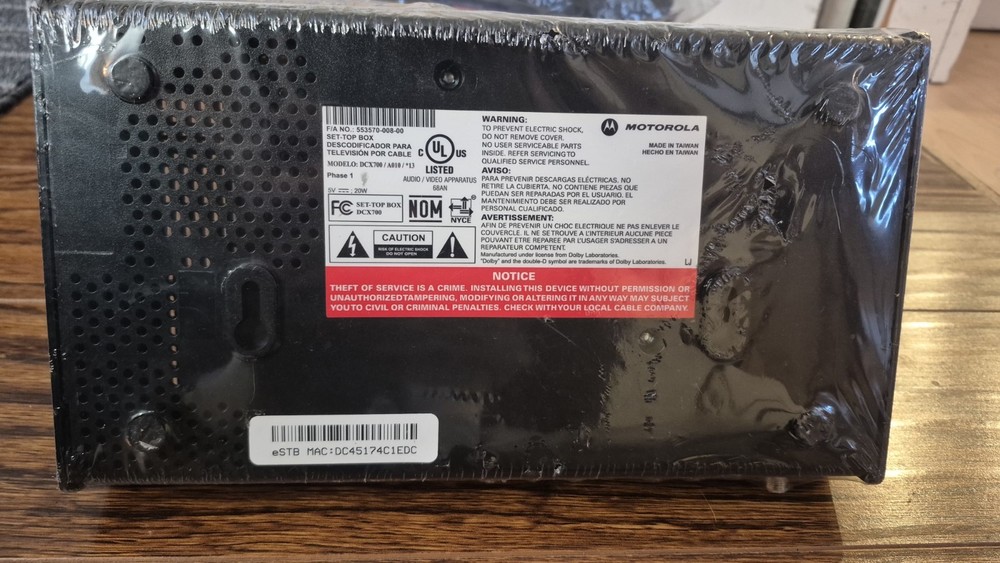 F/A NO.: 553570-008-00
SET-TOP BOX
DESCODIFICADOR PARA
TELEVISIÓN POR CABLE
MODELO: DCX700 / A010 / *13
Phase 1
5V ⎓ ; 20W
C UL US
LISTED
AUDIO / VIDEO APPARATUS
68AN
FC SET-TOP BOX
DCX700
NOM
NYCE
CAUTION
RISK OF ELECTRIC SHOCK
DO NOT OPEN
WARNING:
TO PREVENT ELECTRIC SHOCK,
DO NOT REMOVE COVER.
NO USER SERVICEABLE PARTS
INSIDE. REFER SERVICING TO
QUALIFIED SERVICE PERSONNEL.
AVISO:
PARA PREVENIR DESCARGAS ELÉCTRICAS, NO
RETIRE LA CUBIERTA. NO CONTIENE PIEZAS QUE
PUEDAN SER REPARADAS POR EL USUARIO. EL
MANTENIMIENTO DEBE SER REALIZADO POR
PERSONAL CUALIFICADO.
AVERTISSEMENT:
AFIN DE PREVENIR UN CHOC ELECTRIQUE NE PAS ENLEVER LE
COUVERCLE. IL NE SE TROUVE A L'INTERIEUR AUCUNE PIECE
POUVANT ETRE REPAREE PAR L'USAGER S'ADRESSER A UN
REPARATEUR COMPETENT.
Manufactured under license from Dolby Laboratories.
"Dolby" and the double-D symbol are trademarks of Dolby Laboratories.
MOTOROLA
MADE IN TAIWAN
HECHO EN TAIWAN
NOTICE
THEFT OF SERVICE IS A CRIME. INSTALLING THIS DEVICE WITHOUT PERMISSION OR
UNAUTHORIZED TAMPERING, MODIFYING OR ALTERING IT IN ANY WAY MAY SUBJECT
YOU TO CIVIL OR CRIMINAL PENALTIES. CHECK WITH YOUR LOCAL CABLE COMPANY.
eSTB MAC:DC45174C1EDC